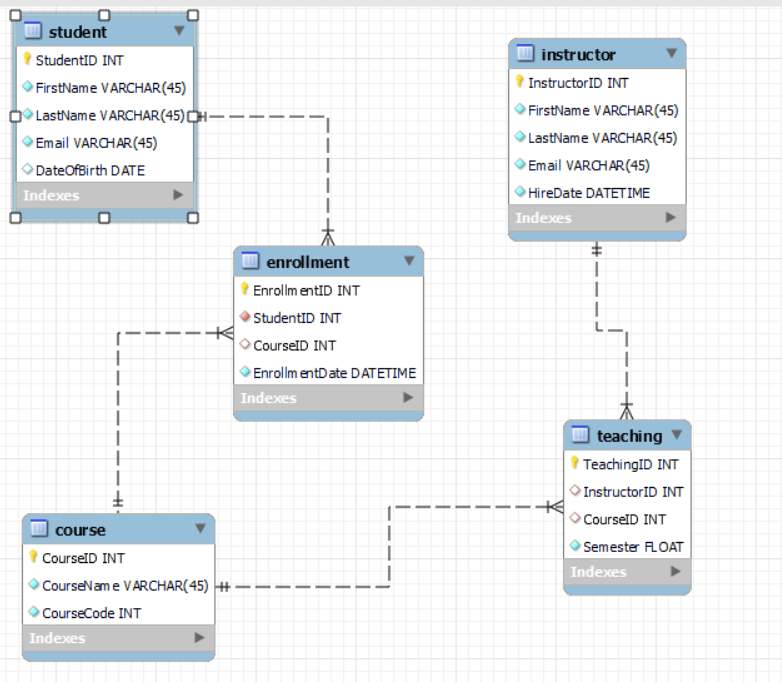 student
StudentID INT
FirstName VARCHAR(45)
LastName VARCHAR(45)
Email VARCHAR(45)
DateOfBirth DATE
Indexes
instructor
InstructorID INT
FirstName VARCHAR(45)
LastName VARCHAR(45)
Email VARCHAR(45)
HireDate DATETIME
Indexes
enrollment
EnrollmentID INT
StudentID INT
CourseID INT
EnrollmentDate DATETIME
Indexes
teaching
TeachingID INT
InstructorID INT
CourseID INT
Semester FLOAT
Indexes
course
CourseID INT
CourseName VARCHAR(45)
CourseCode INT
Indexes